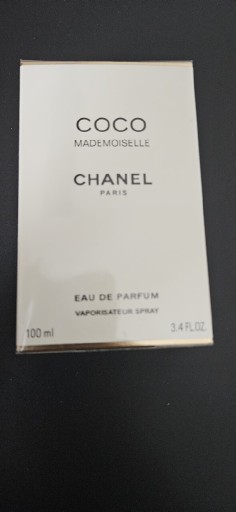 COCO
MADEMOISELLE
CHANEL
PARIS
EAU DE PARFUM
VAPORISATEUR SPRAY
100 ml 3.4 FL.OZ.